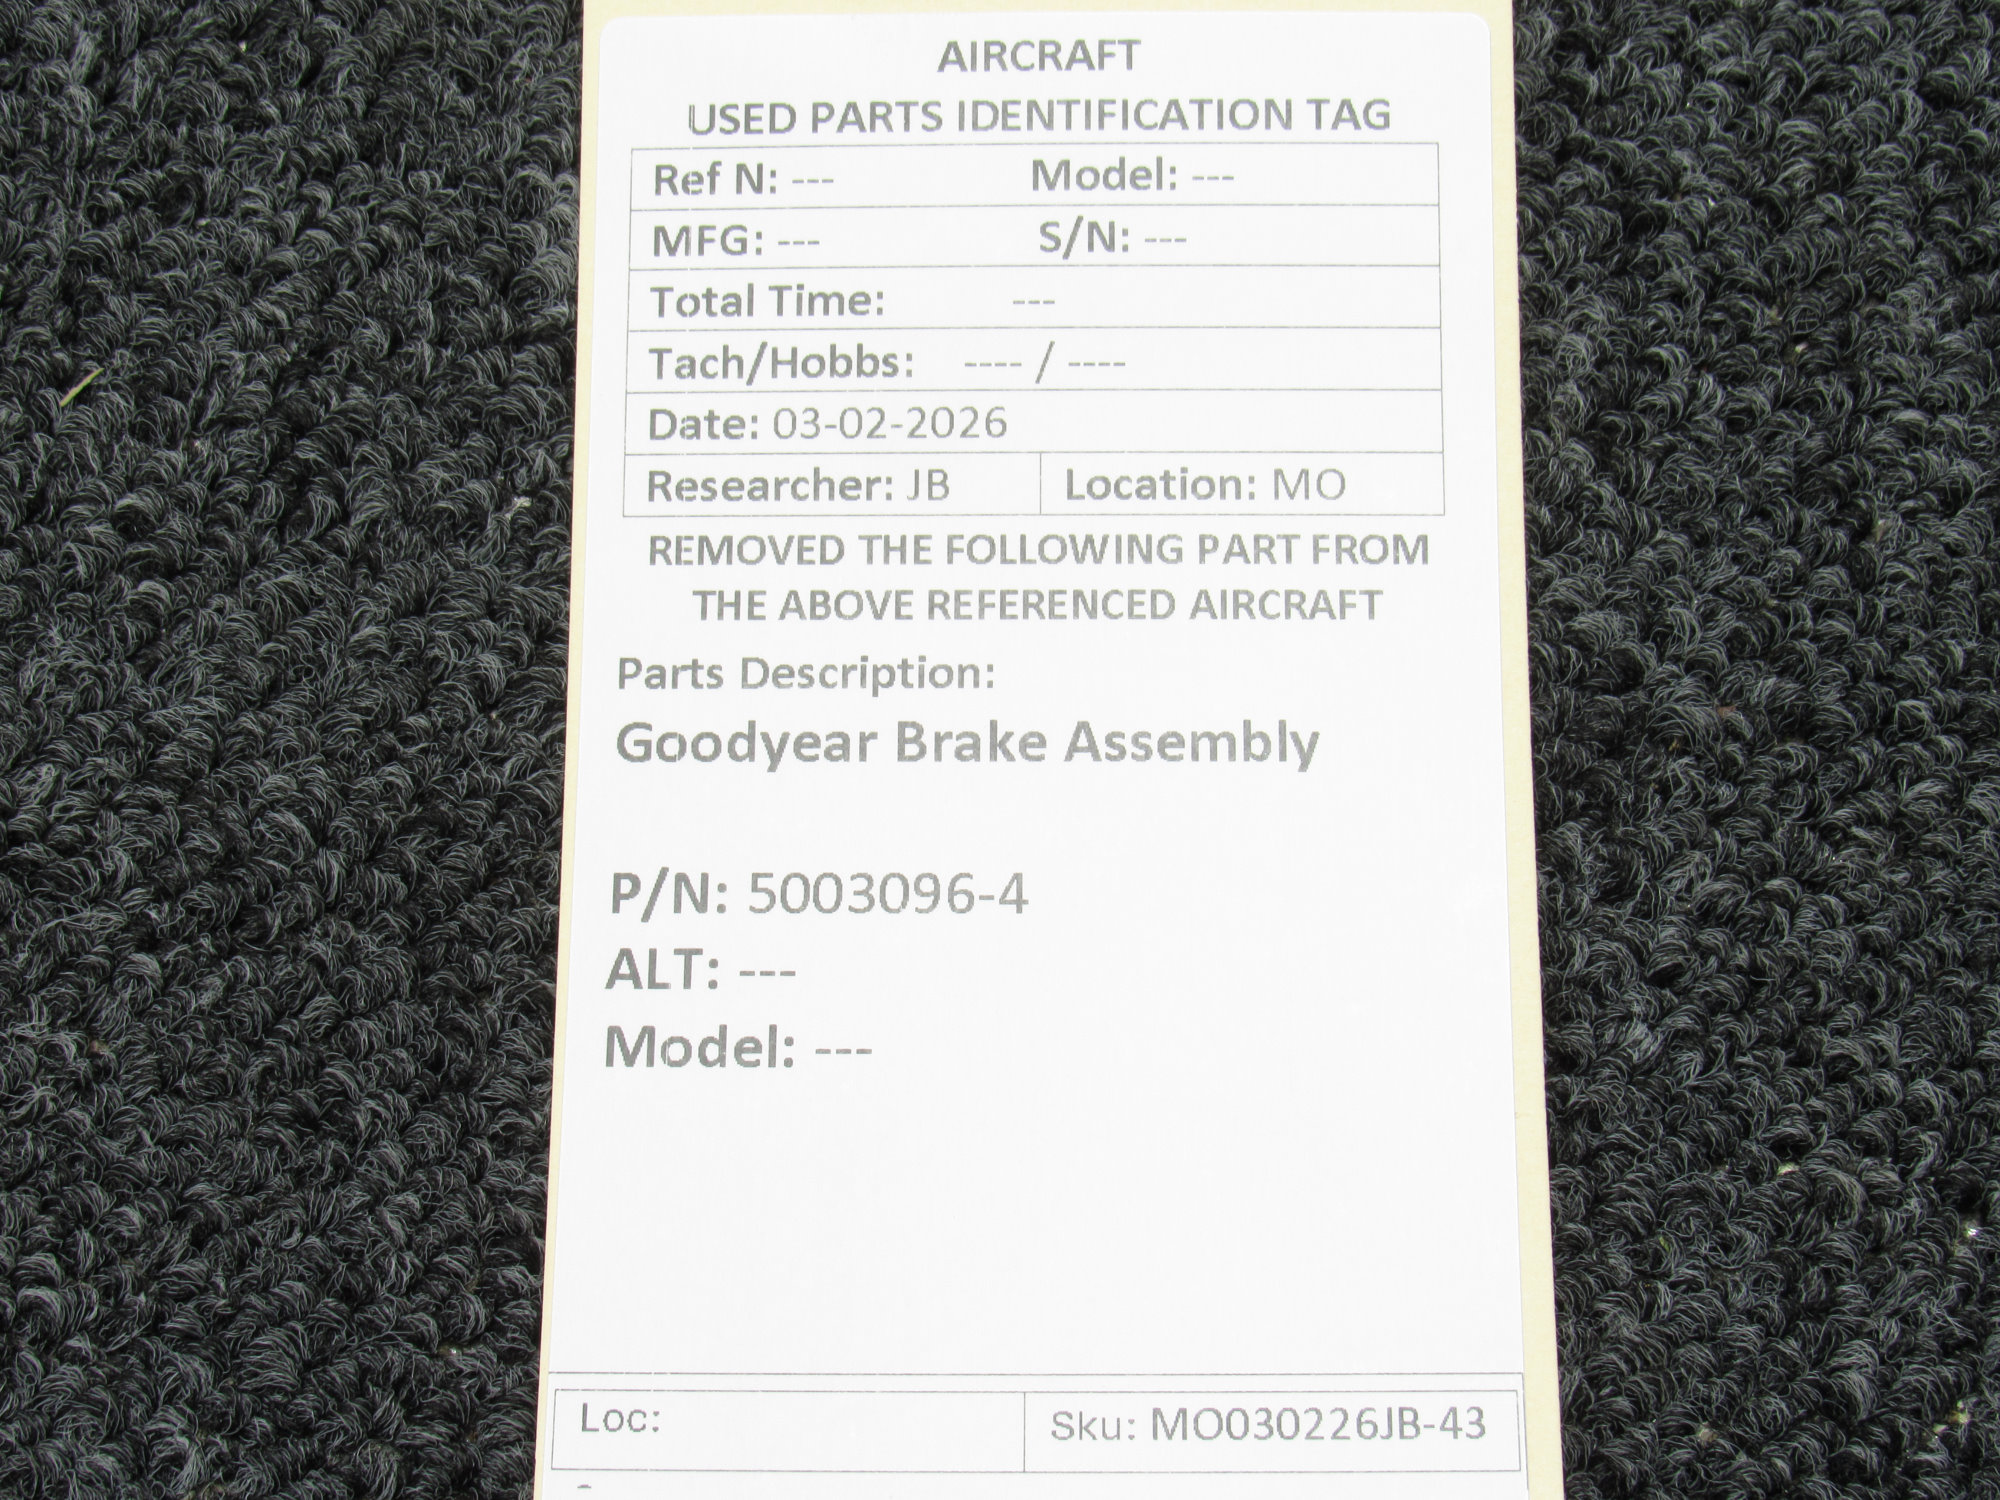 AIRCRAFT
USED PARTS IDENTIFICATION TAG
Ref N: --- Model: ---
MFG: --- S/N: ---
Total Time: ---
Tach/Hobbs: ---- / ----
Date: 03-02-2026
Researcher: JB Location: MO
REMOVED THE FOLLOWING PART FROM
THE ABOVE REFERENCED AIRCRAFT
Parts Description:
Goodyear Brake Assembly
P/N: 5003096-4
ALT: ---
Model: ---
Loc: Sku: MO030226JB-43